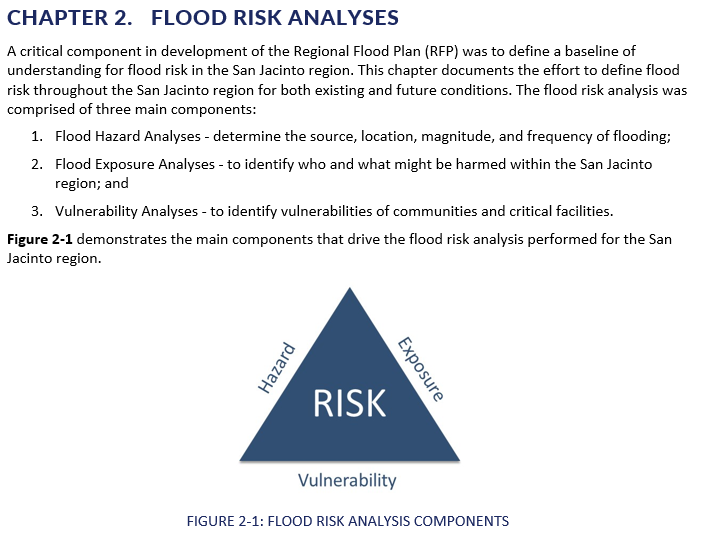 CHAPTER 2. FLOOD RISK ANALYSES
A critical component in development of the Regional Flood Plan (RFP) was to define a baseline of
understanding for flood risk in the San Jacinto region. This chapter documents the effort to define flood
risk throughout the San Jacinto region for both existing and future conditions. The flood risk analysis was
comprised of three main components:
1. Flood Hazard Analyses - determine the source, location, magnitude, and frequency of flooding;
2. Flood Exposure Analyses - to identify who and what might be harmed within the San Jacinto
region; and
3. Vulnerability Analyses - to identify vulnerabilities of communities and critical facilities.
Figure 2-1 demonstrates the main components that drive the flood risk analysis performed for the San
Jacinto region.
Hazard
Exposure
RISK
Vulnerability
FIGURE 2-1: FLOOD RISK ANALYSIS COMPONENTS